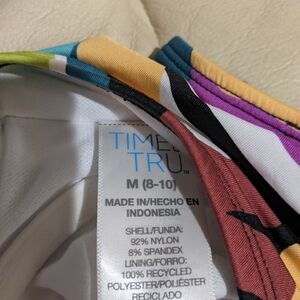 TIME
TRU™
M (8-10)
MADE IN/HECHO EN
INDONESIA
SHELL/FUNDA:
92% NYLON
8% SPANDEX
LINING/FORRO:
100% RECYCLED
POLYESTER/POLIÉSTER
RECICLADO